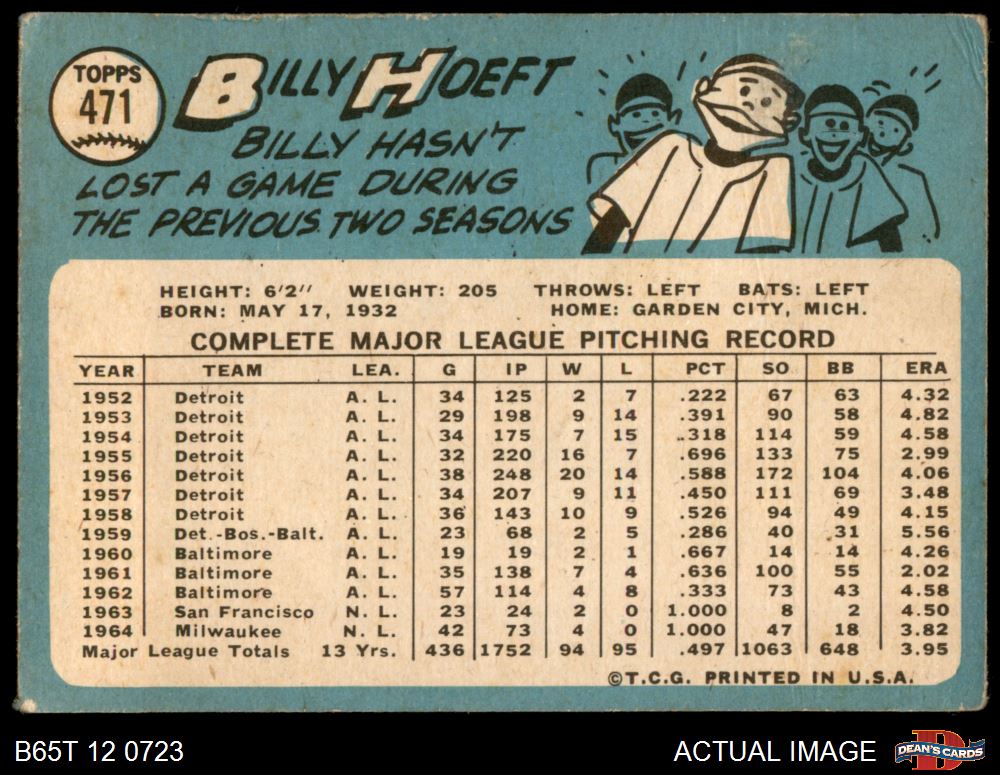 TOPPS
471
BILLY HOEFT
BILLY HASN'T
LOST A GAME DURING
THE PREVIOUS TWO SEASONS
HEIGHT: 6'2" WEIGHT: 205 THROWS: LEFT BATS: LEFT
BORN: MAY 17, 1932 HOME: GARDEN CITY, MICH.
COMPLETE MAJOR LEAGUE PITCHING RECORD
YEAR TEAM LEA. G IP W L PCT SO BB ERA
1952 Detroit A. L. 34 125 2 7 .222 67 63 4.32
1953 Detroit A. L. 29 198 9 14 .391 90 58 4.82
1954 Detroit A. L. 34 175 7 15 .318 114 59 4.58
1955 Detroit A. L. 32 220 16 7 .696 133 75 2.99
1956 Detroit A. L. 38 248 20 14 .588 172 104 4.06
1957 Detroit A. L. 34 207 9 11 .450 111 69 3.48
1958 Detroit A. L. 36 143 10 9 .526 94 49 4.15
1959 Det.-Bos.-Balt. A. L. 23 68 2 5 .286 40 31 5.56
1960 Baltimore A. L. 19 19 2 1 .667 14 14 4.26
1961 Baltimore A. L. 35 138 7 4 .636 100 55 2.02
1962 Baltimore A. L. 57 114 4 8 .333 73 43 4.58
1963 San Francisco N. L. 23 24 2 0 1.000 8 2 4.50
1964 Milwaukee N. L. 42 73 4 0 1.000 47 18 3.82
Major League Totals 13 Yrs. 436 1752 94 95 .497 1063 648 3.95
©T.C.G. PRINTED IN U.S.A.
B65T 12 0723 ACTUAL IMAGE D DEAN'S CARDS